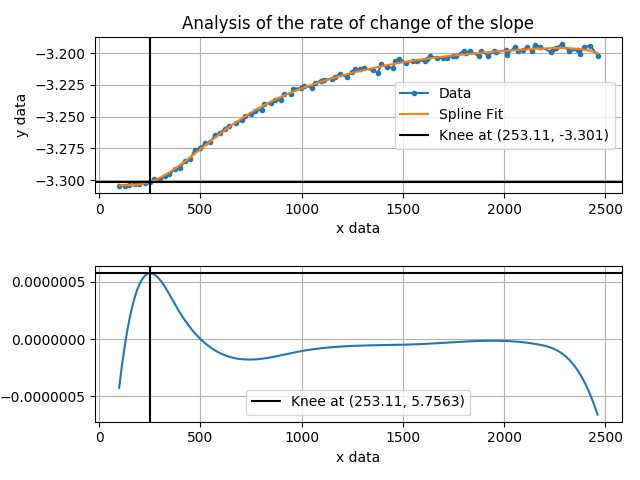 Analysis of the rate of change of the slope
−3.200
−3.225
−3.250
−3.275
−3.300
y data
Data
Spline Fit
Knee at (253.11, -3.301)
0 500 1000 1500 2000 2500
x data
0.0000005
0.0000000
−0.0000005
Knee at (253.11, 5.7563)
0 500 1000 1500 2000 2500
x data